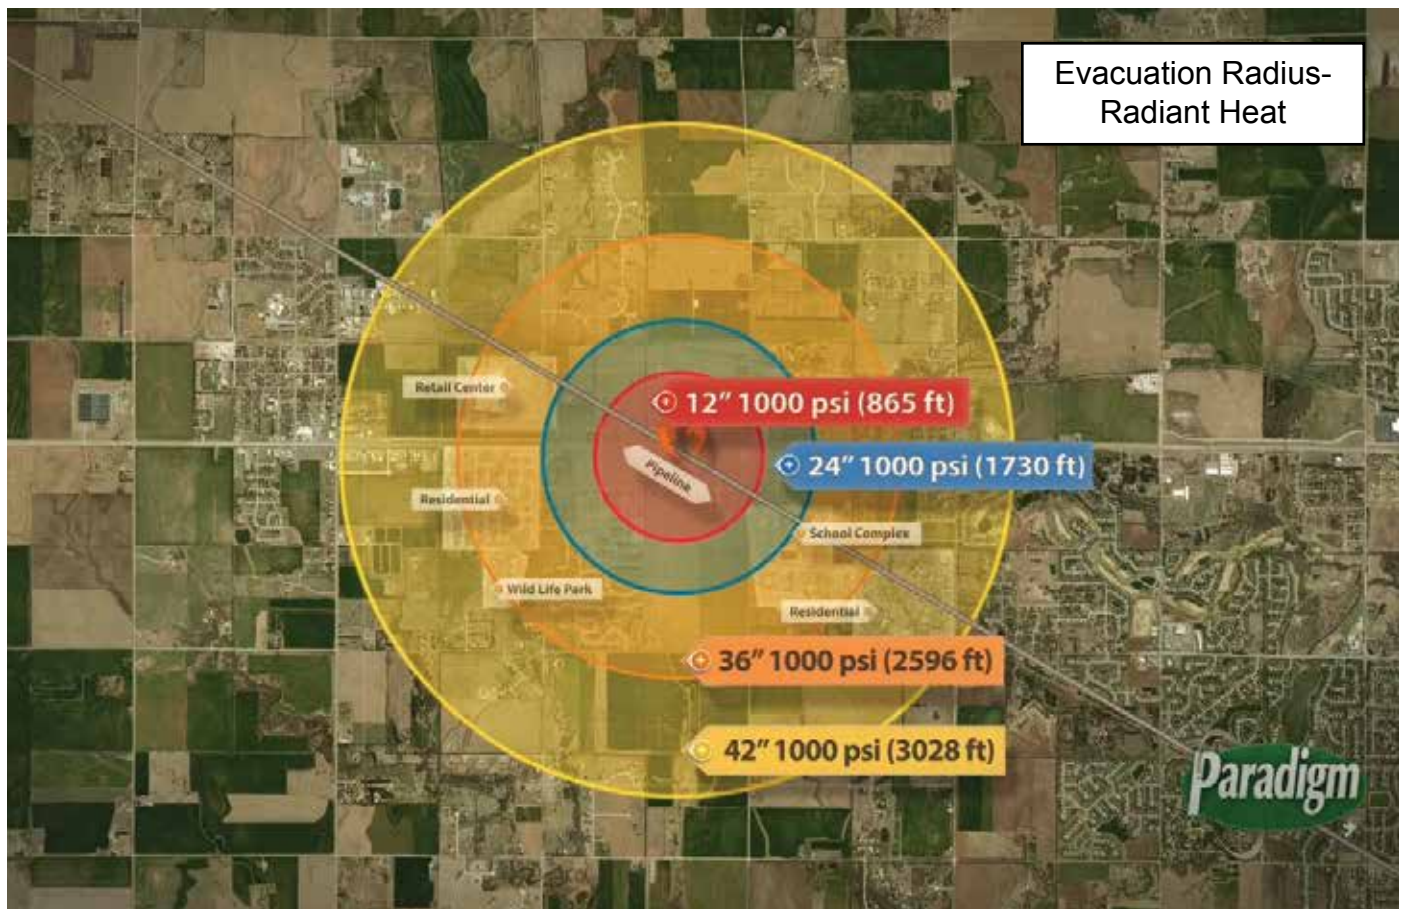 Evacuation Radius-
Radiant Heat
Retail Center
12″ 1000 psi (865 ft)
24″ 1000 psi (1730 ft)
Pipeline
Residential
School Complex
Wild Life Park
Residential
36″ 1000 psi (2596 ft)
42″ 1000 psi (3028 ft)
Paradigm